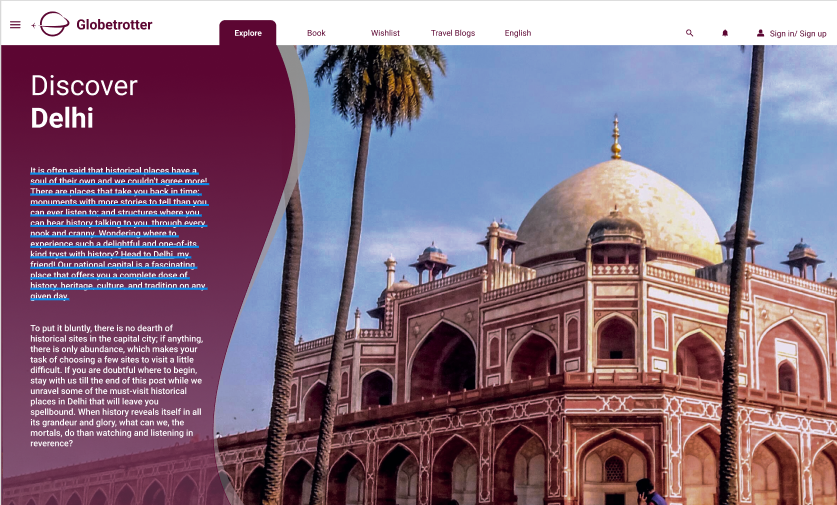 Globetrotter
Explore
Book
Wishlist
Travel Blogs
English
Sign in/ Sign up
Discover
Delhi
It is often said that historical places have a
soul of their own and we couldn't agree more!
There are places that take you back in time;
monuments with more stories to tell than you
can ever listen to; and structures where you
can hear history talking to you, through every
nook and cranny. Wondering where to
experience such a delightful and one-of-its
kind tryst with history? Head to Delhi, my
friend! Our national capital is a fascinating
place that offers you a complete dose of
history, heritage, culture, and tradition on any
given day.
To put it bluntly, there is no dearth of
historical sites in the capital city; if anything,
there is only abundance, which makes your
task of choosing a few sites to visit a little
difficult. If you are doubtful where to begin,
stay with us till the end of this post while we
unravel some of the must-visit historical
places in Delhi that will leave you
spellbound. When history reveals itself in all
its grandeur and glory, what can we, the
mortals, do than watching and listening in
reverence?